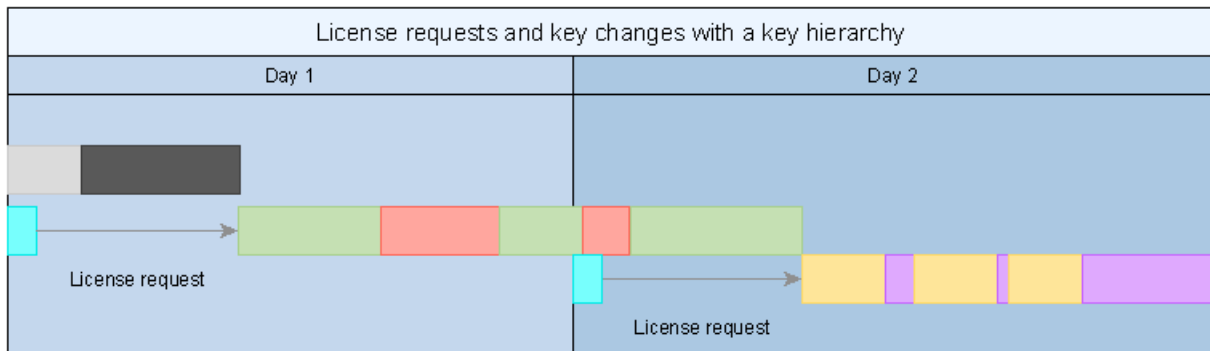 License requests and key changes with a key hierarchy
Day 1
Day 2
License request
License request